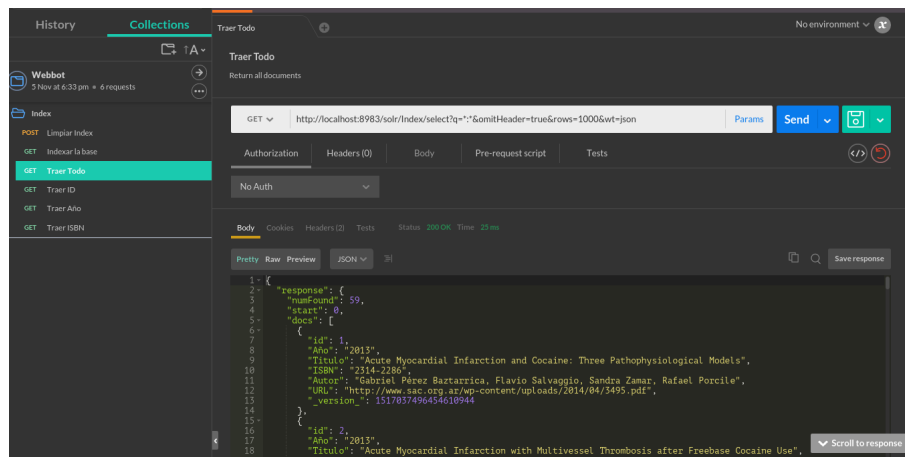 History Collections
↑A
Webbot
5 Nov at 6:33 pm • 6 requests
Index
POST Limpiar Index
GET Indexar la base
GET Traer Todo
GET Traer ID
GET Traer Año
GET Traer ISBN
Traer Todo
No environment
Traer Todo
Return all documents
GET http://localhost:8983/solr/Index/select?q=*:*&omitHeader=true&rows=1000&wt=json Params Send
Authorization Headers (0) Body Pre-request script Tests
No Auth
Body Cookies Headers (2) Tests Status 200 OK Time 25 ms
Pretty Raw Preview JSON Save response
1 {
2 "response": {
3 "numFound": 59,
4 "start": 0,
5 "docs": [
6 {
7 "id": 1,
8 "Año": "2013",
9 "Titulo": "Acute Myocardial Infarction and Cocaine: Three Pathophysiological Models",
10 "ISBN": "2314-2286",
11 "Autor": "Gabriel Pérez Baztarrica, Flavio Salvaggio, Sandra Zamar, Rafael Porcile",
12 "URL": "http://www.sac.org.ar/wp-content/uploads/2014/04/3495.pdf",
13 "_version_": 1517037496454610944
14 },
15 {
16 "id": 2,
17 "Año": "2013",
18 "Titulo": "Acute Myocardial Infarction with Multivessel Thrombosis after Freebase Cocaine Use",
Scroll to response